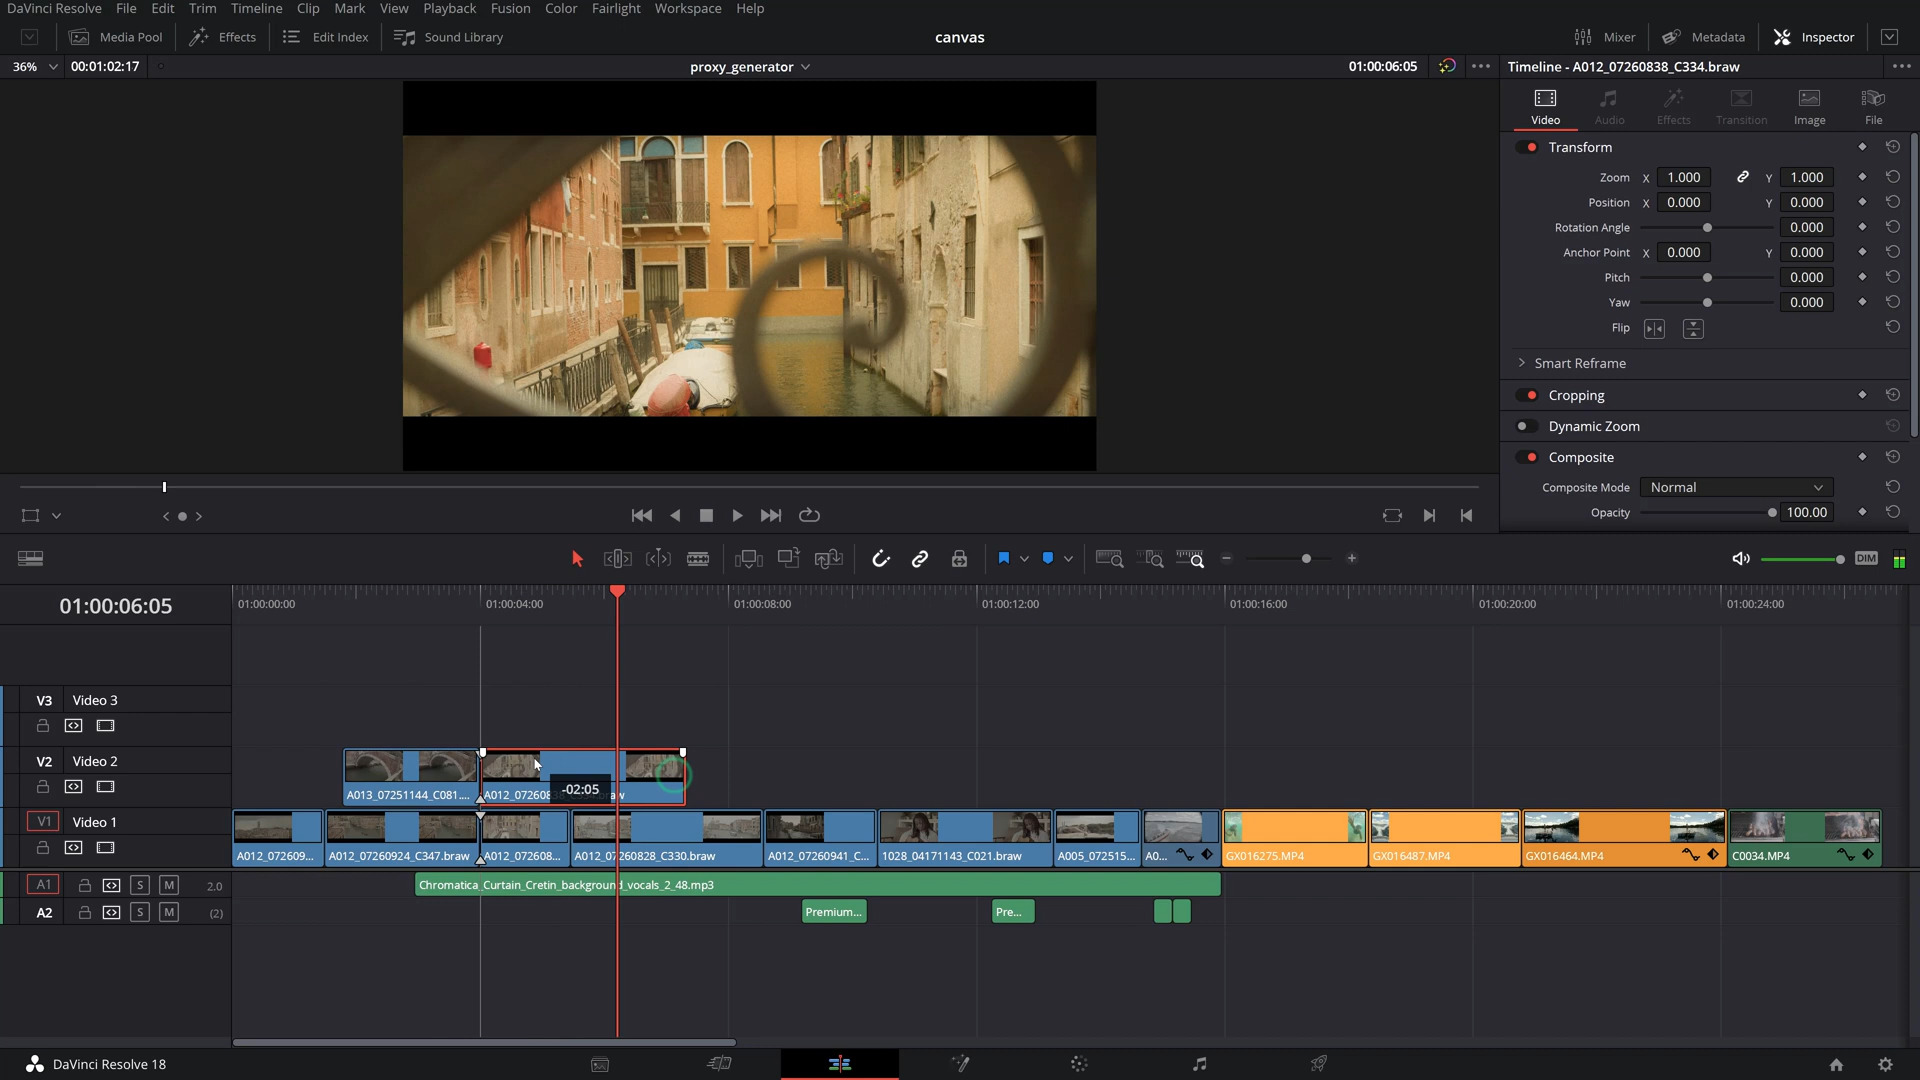 DaVinci Resolve File Edit Trim Timeline Clip Mark View Playback Fusion Color Fairlight Workspace Help
Media Pool Effects Edit Index Sound Library canvas Mixer Metadata Inspector
36% 00:01:02:17 proxy_generator 01:00:06:05 Timeline - A012_07260838_C334.braw
Video Audio Effects Transition Image File
Transform
Zoom X 1.000 Y 1.000
Position X 0.000 Y 0.000
Rotation Angle 0.000
Anchor Point X 0.000 Y 0.000
Pitch 0.000
Yaw 0.000
Flip
Smart Reframe
Cropping
Dynamic Zoom
Composite
Composite Mode Normal
Opacity 100.00
DIM
01:00:06:05 01:00:00:00 01:00:04:00 01:00:08:00 01:00:12:00 01:00:16:00 01:00:20:00 01:00:24:00
V3 Video 3
V2 Video 2
-02:05
A013_07251144_C081....
V1 Video 1
A012_072609... A012_07260924_C347.braw A012_072608... A012_07260828_C330.braw A012_07260941_C... 1028_04171143_C021.braw A005_072515... A0... GX016275.MP4 GX016487.MP4 GX016464.MP4 C0034.MP4
A1 S M 2.0 Chromatica_Curtain_Cretin_background_vocals_2_48.mp3
A2 S M (2) Premium... Pre...
DaVinci Resolve 18